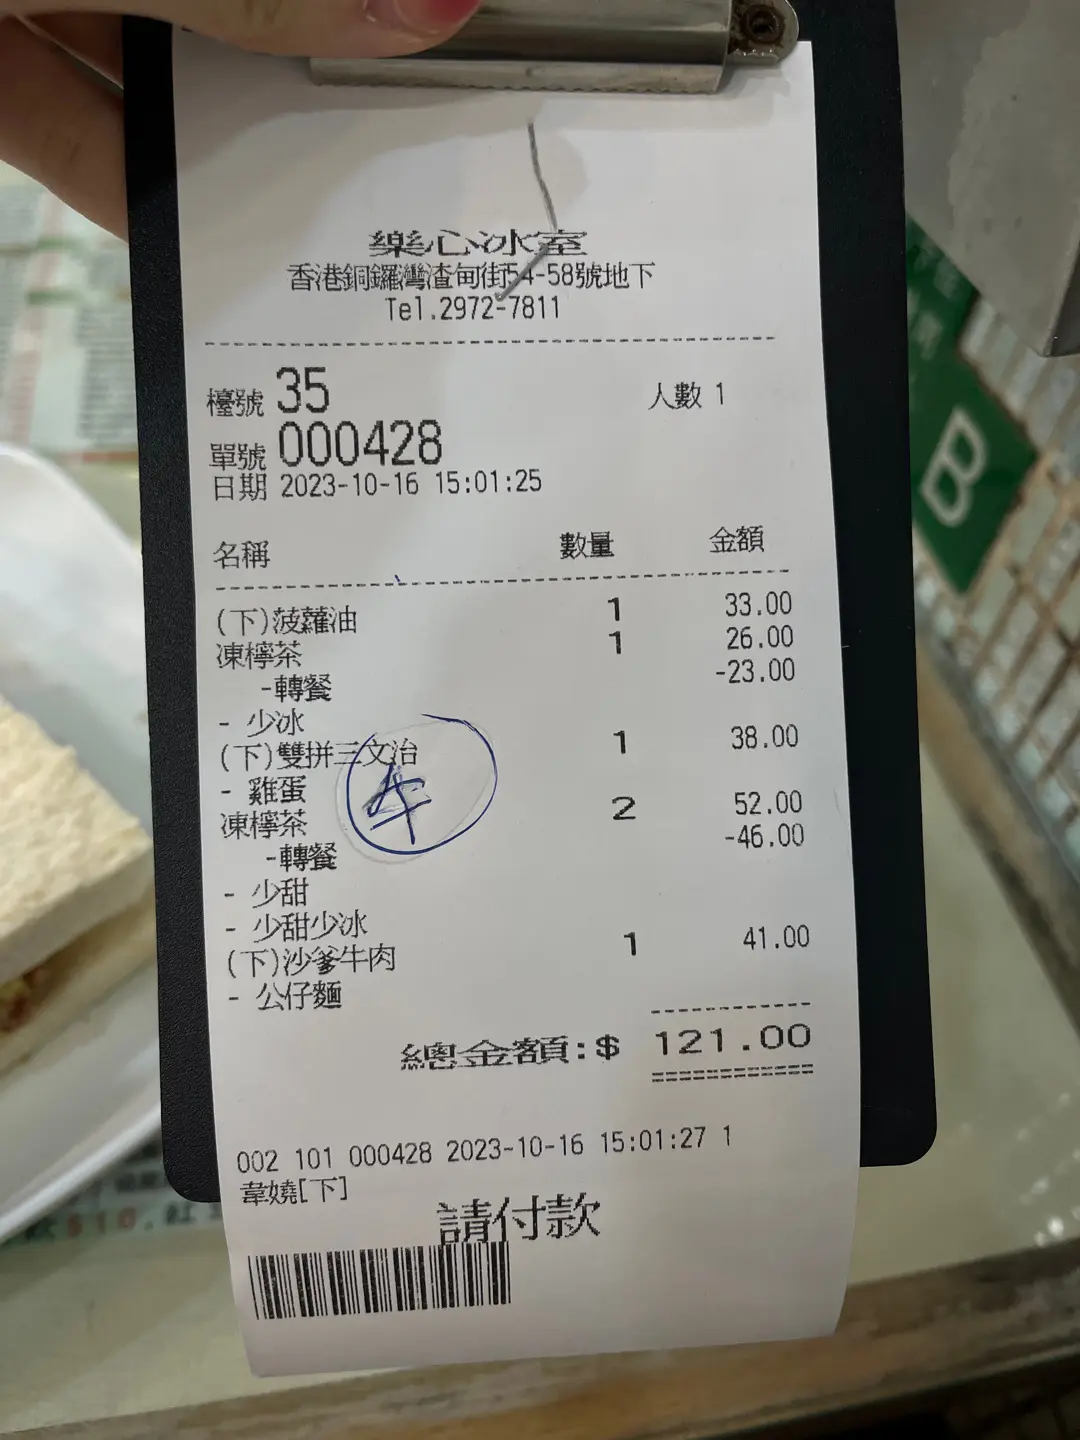 樂心冰室
香港銅鑼灣渣甸街54-58號地下
Tel.2972-7811
檯號 35 人數 1
單號 000428
日期 2023-10-16 15:01:25
名稱 數量 金額
(下)菠蘿油 1 33.00
凍檸茶 1 26.00
-轉餐 -23.00
- 少冰
(下)雙拼三文治 1 38.00
- 雞蛋
牛
凍檸茶 2 52.00
-轉餐 -46.00
- 少甜
- 少甜少冰
(下)沙爹牛肉 1 41.00
- 公仔麵
總金額:$ 121.00
002 101 000428 2023-10-16 15:01:27 1
韋嬈[下]
請付款
B